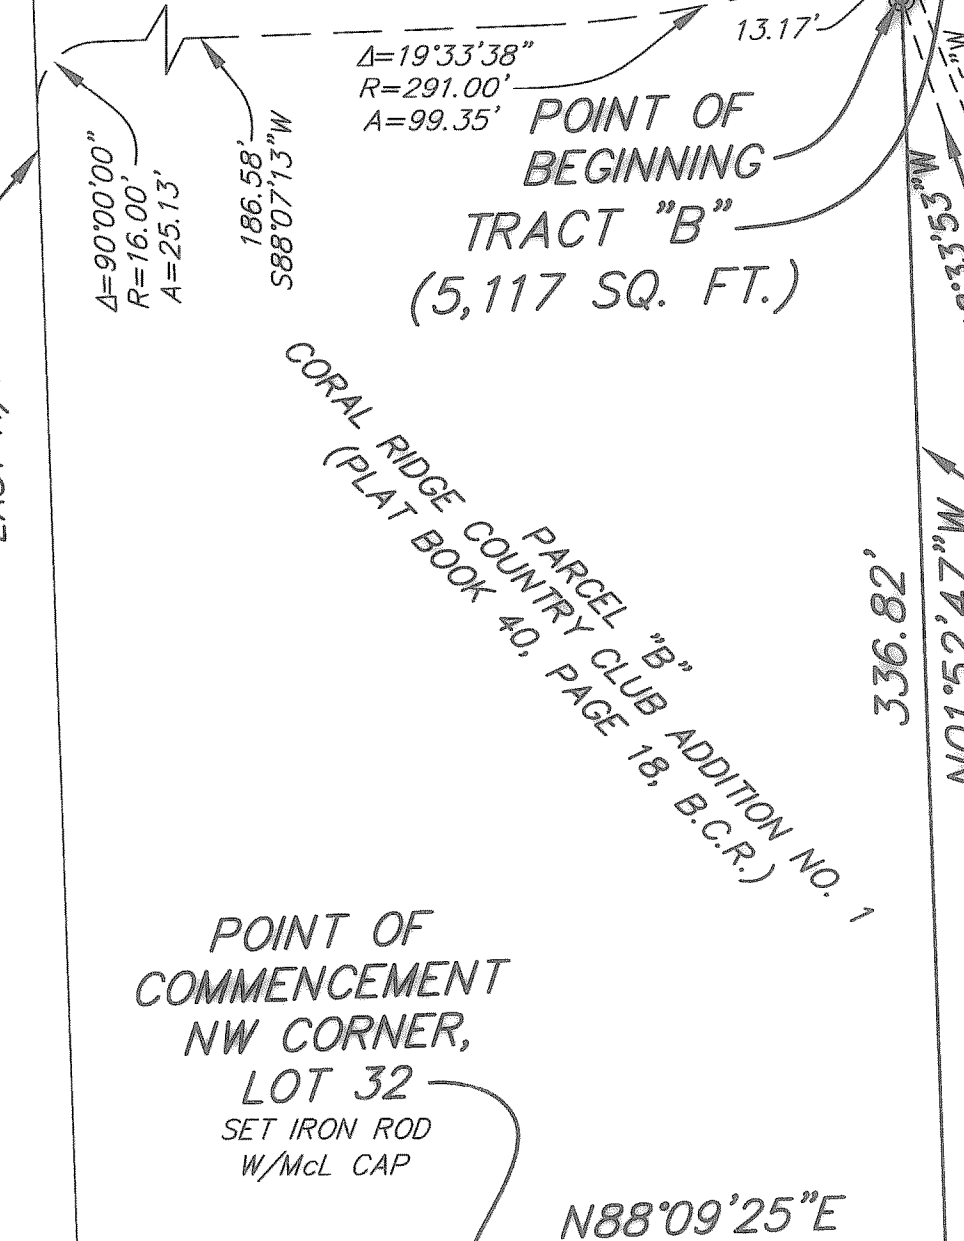 13.17'
Δ=19°33'38"
R=291.00'
A=99.35'
POINT OF
BEGINNING
TRACT "B"
(5,117 SQ. FT.)
Δ=90°00'00"
R=16.00'
A=25.13'
186.58'
S88°07'13"W
PARCEL "B"
CORAL RIDGE COUNTRY CLUB ADDITION NO. 1
(PLAT BOOK 40, PAGE 18, B.C.R.)
336.82'
N01°52'47"W
POINT OF
COMMENCEMENT
NW CORNER,
LOT 32
SET IRON ROD
W/McL CAP
N88°09'25"E